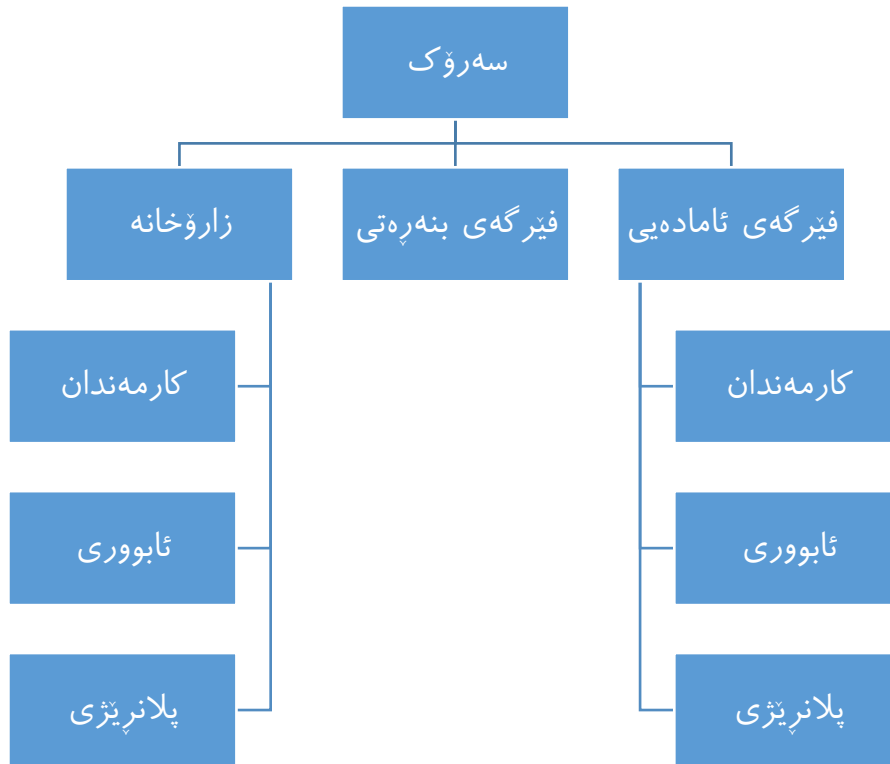 سەرۆک
فێرگەی ئامادەیی
فێرگەی بنەڕەتی
زارۆخانە
کارمەندان
کارمەندان
ئابووری
ئابووری
پلانڕێژی
پلانڕێژی